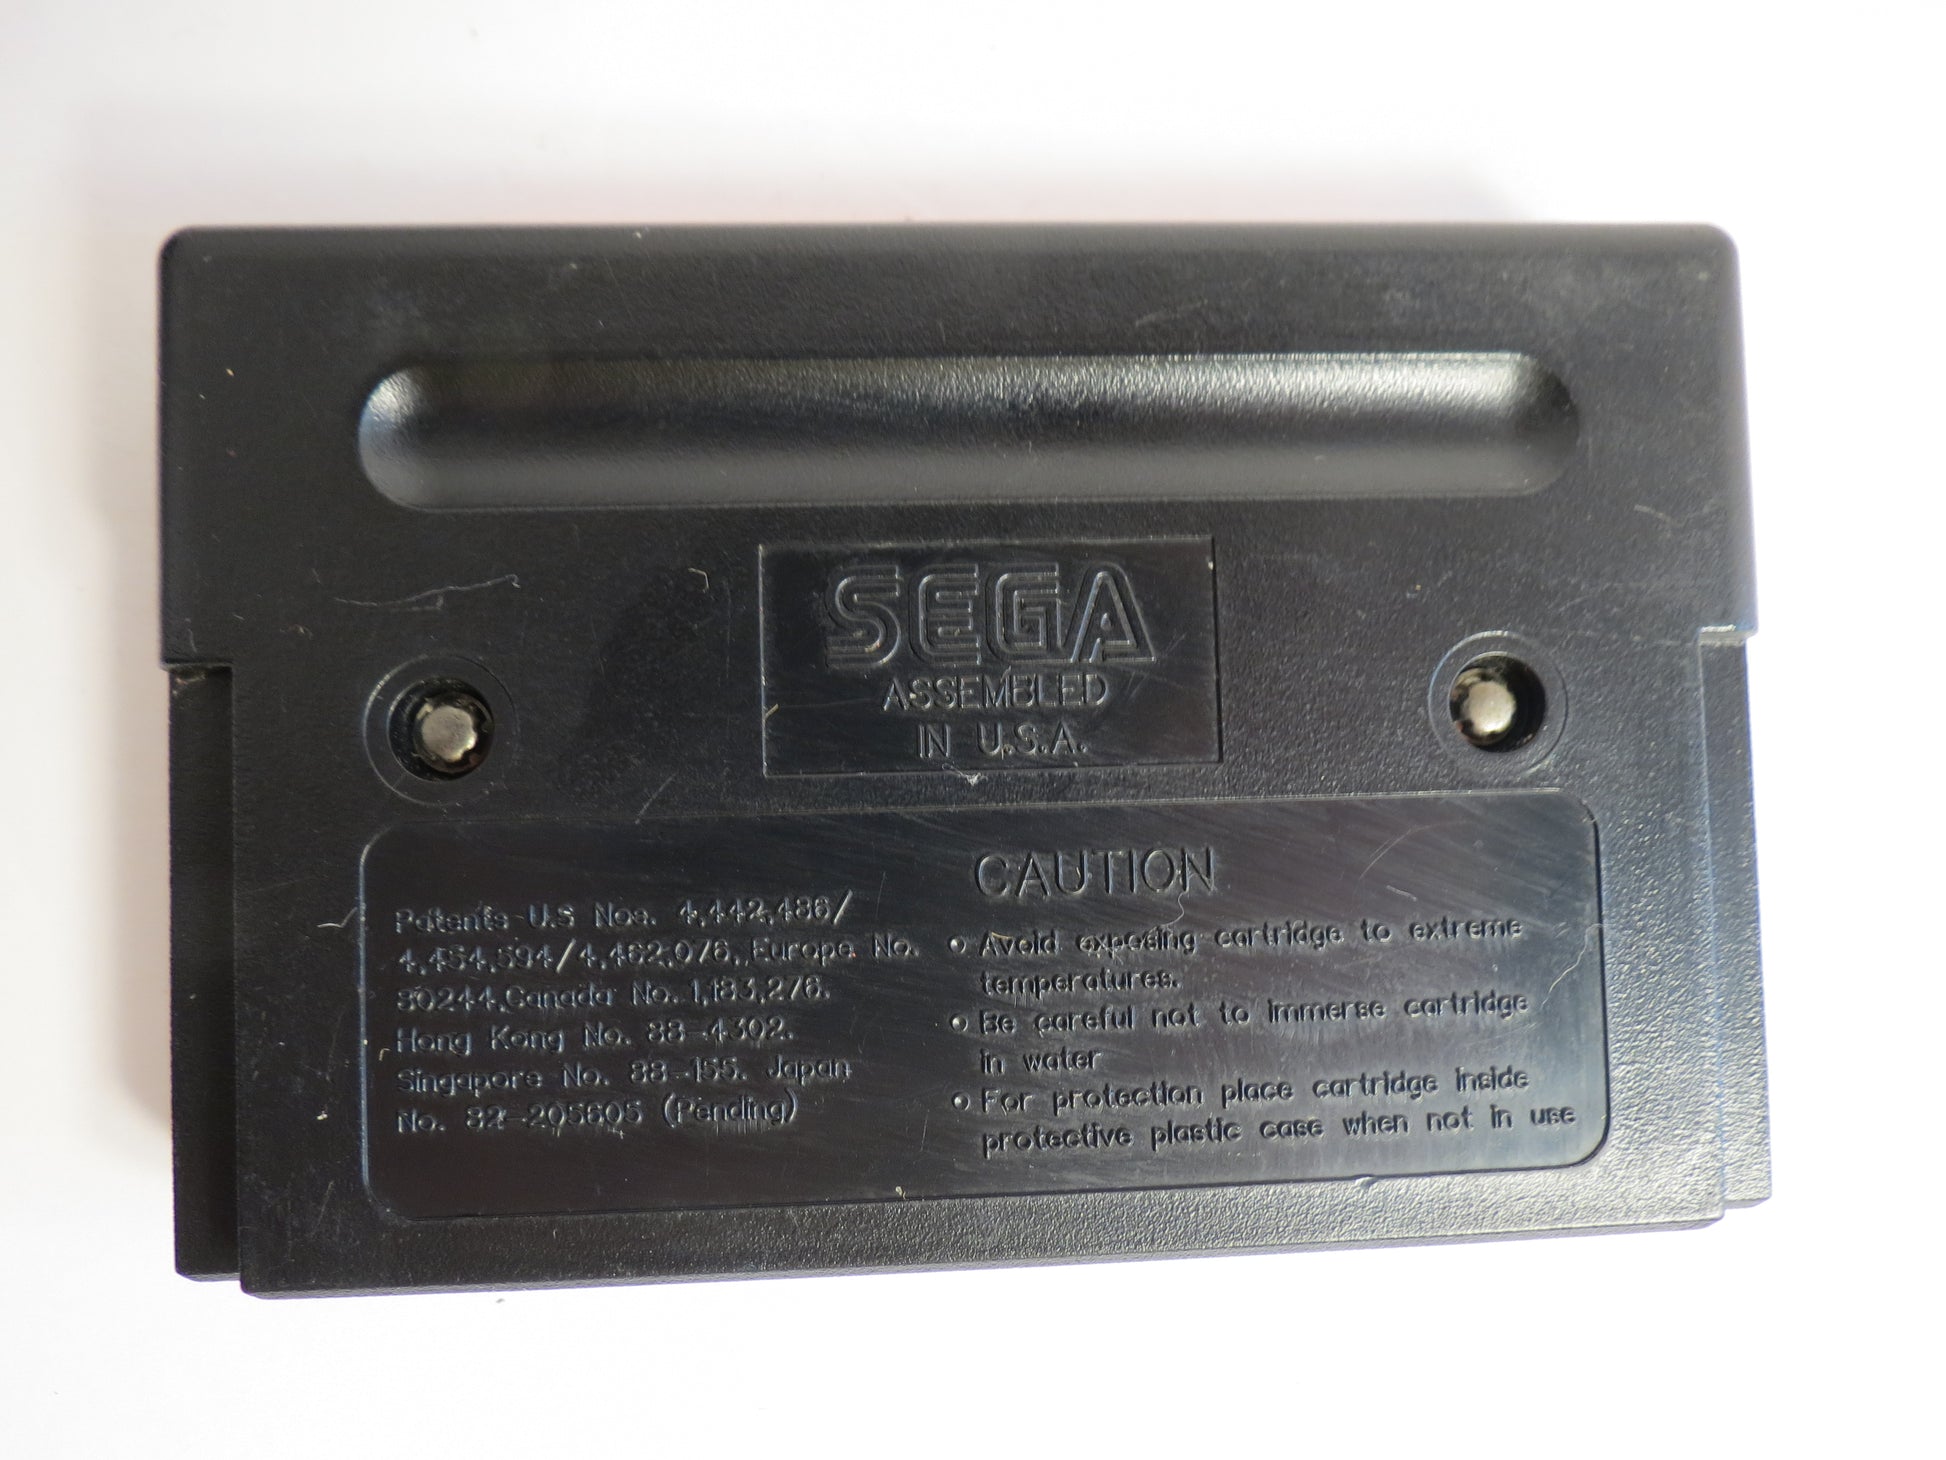 SEGA
ASSEMBLED
IN U.S.A.
Patents U.S Nos. 4,442,486/
4,454,594/4,462,076, Europe No.
80244, Canada No. 1,183,276.
Hong Kong No. 88-4302.
Singapore No. 88-155. Japan
No. 82-205605 (Pending)
CAUTION
• Avoid exposing cartridge to extreme
temperatures.
• Be careful not to immerse cartridge
in water
• For protection place cartridge inside
protective plastic case when not in use